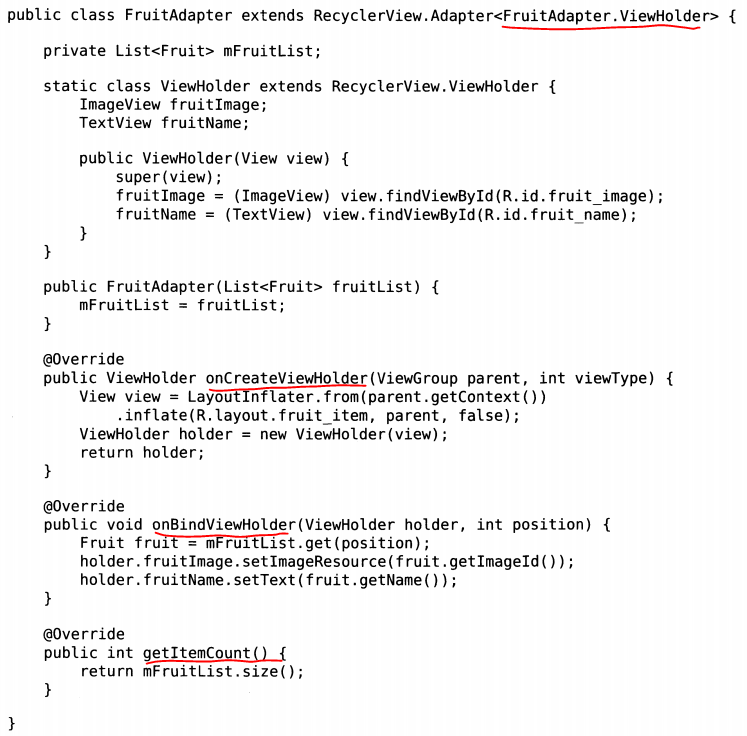 public class FruitAdapter extends RecyclerView.Adapter<FruitAdapter.ViewHolder> {
private List<Fruit> mFruitList;
static class ViewHolder extends RecyclerView.ViewHolder {
ImageView fruitImage;
TextView fruitName;
public ViewHolder(View view) {
super(view);
fruitImage = (ImageView) view.findViewById(R.id.fruit_image);
fruitName = (TextView) view.findViewById(R.id.fruit_name);
}
}
public FruitAdapter(List<Fruit> fruitList) {
mFruitList = fruitList;
}
@Override
public ViewHolder onCreateViewHolder(ViewGroup parent, int viewType) {
View view = LayoutInflater.from(parent.getContext())
.inflate(R.layout.fruit_item, parent, false);
ViewHolder holder = new ViewHolder(view);
return holder;
}
@Override
public void onBindViewHolder(ViewHolder holder, int position) {
Fruit fruit = mFruitList.get(position);
holder.fruitImage.setImageResource(fruit.getImageId());
holder.fruitName.setText(fruit.getName());
}
@Override
public int getItemCount() {
return mFruitList.size();
}
}